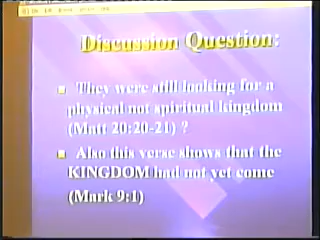 Discussion Question:
They were still looking for a
physical not spiritual kingdom
(Matt 20:20-21) ?
Also this verse shows that the
KINGDOM had not yet come
(Mark 9:1)